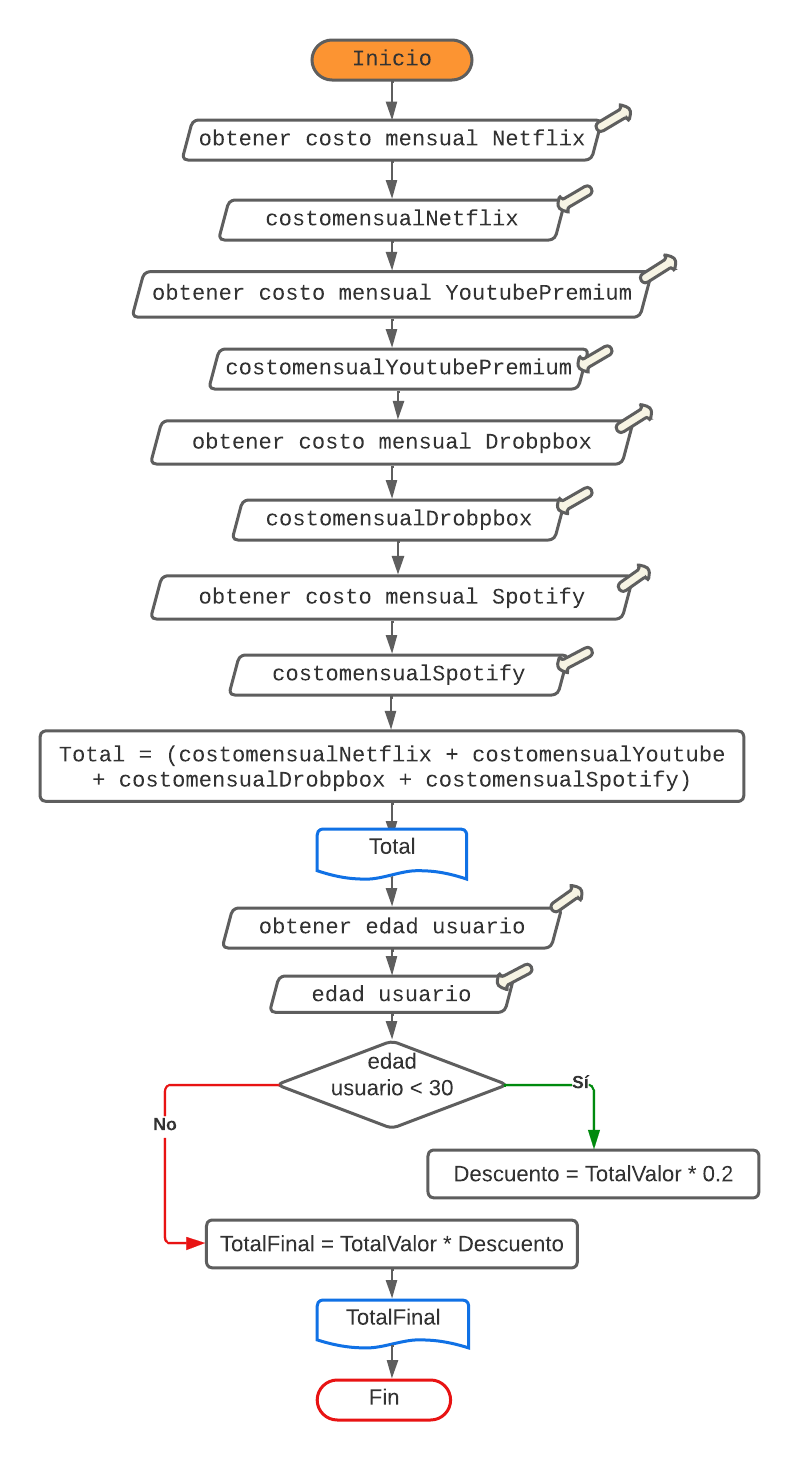 Inicio
obtener costo mensual Netflix
costomensualNetflix
obtener costo mensual YoutubePremium
costomensualYoutubePremium
obtener costo mensual Drobpbox
costomensualDrobpbox
obtener costo mensual Spotify
costomensualSpotify
Total = (costomensualNetflix + costomensualYoutube
+ costomensualDrobpbox + costomensualSpotify)
Total
obtener edad usuario
edad usuario
edad
usuario < 30
Sí
No
Descuento = TotalValor * 0.2
TotalFinal = TotalValor * Descuento
TotalFinal
Fin